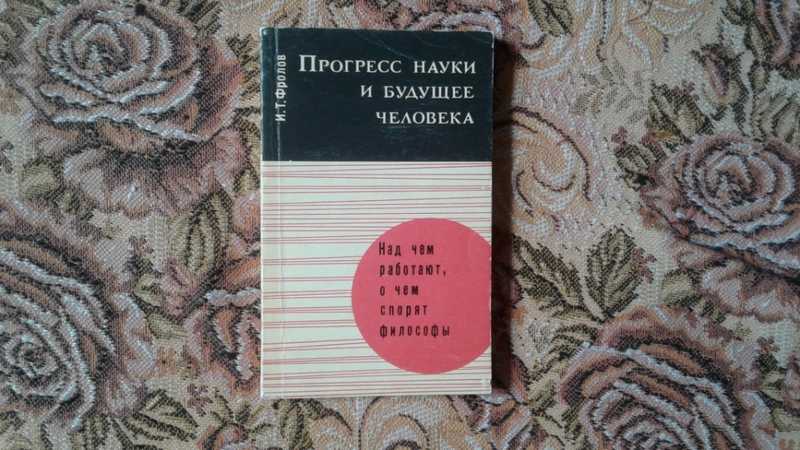 И.Т.Фролов
Прогресс науки
и будущее
человека
Над чем
работают,
о чем
спорят
философы